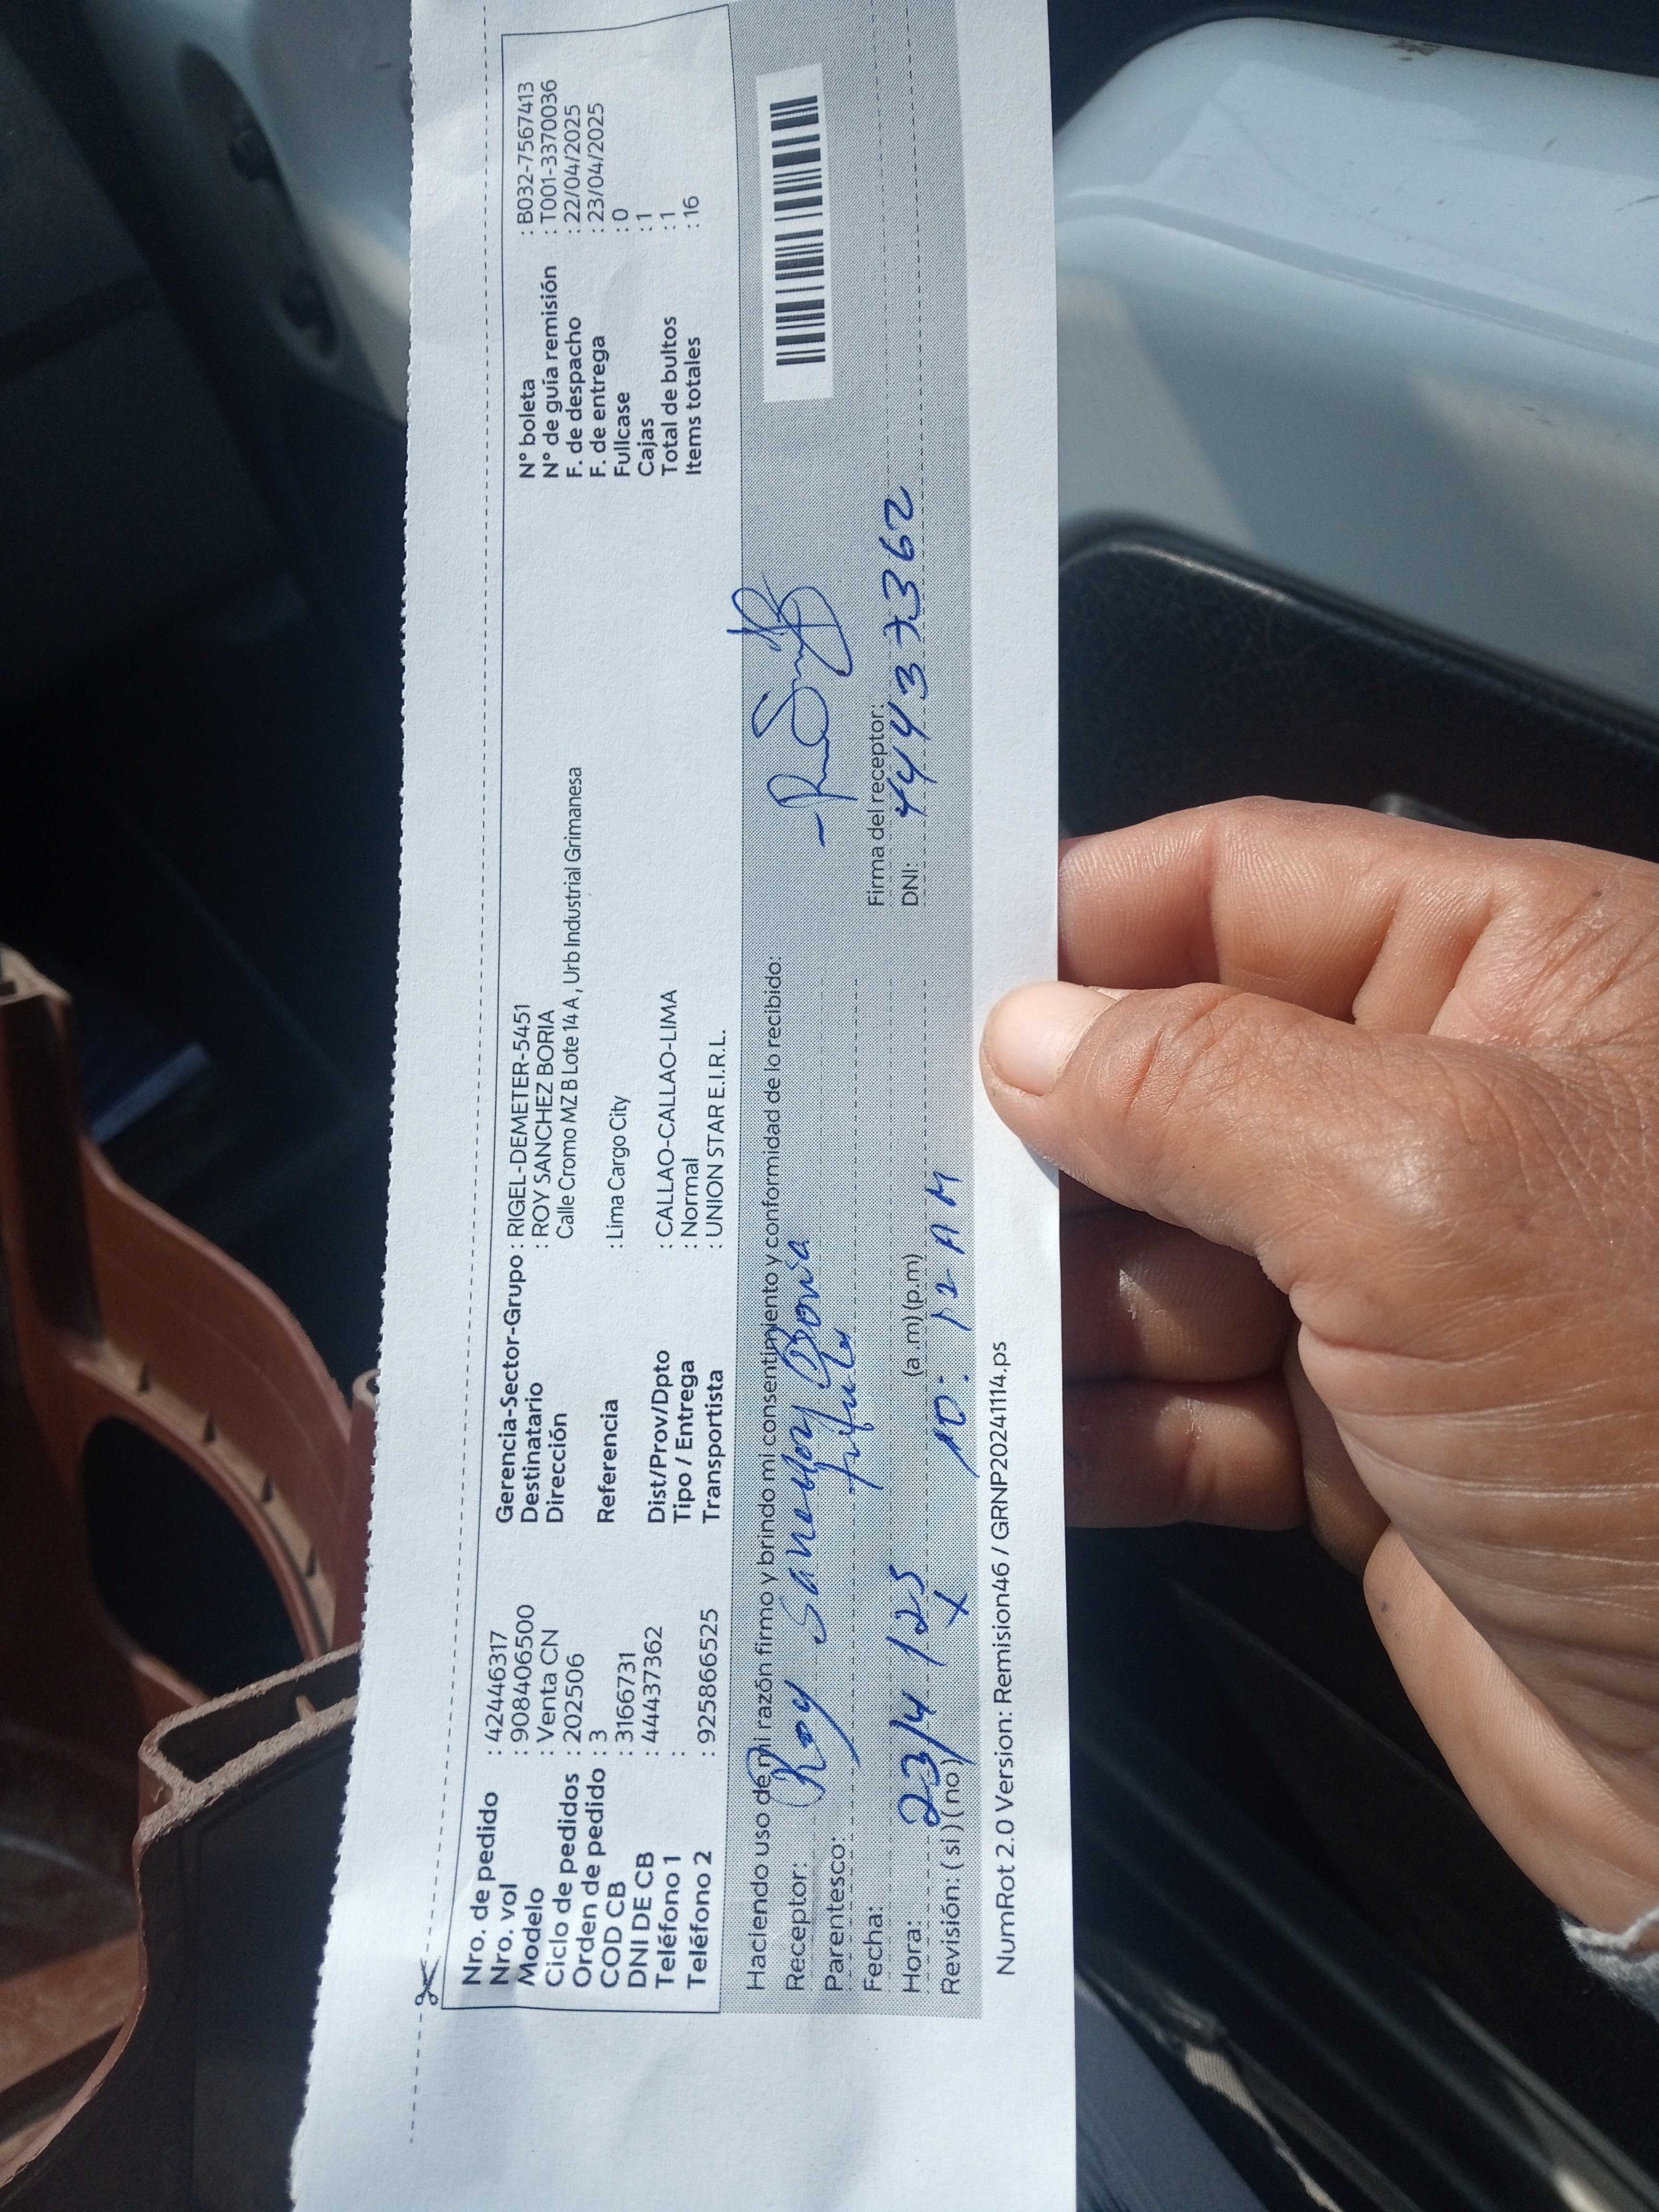 Nro. de pedido : 42446317
Nro. vol : 908406500
Modelo : Venta CN
Ciclo de pedidos : 202506
Orden de pedido : 3
COD CB : 3166731
DNI DE CB : 44437362
Teléfono 1 :
Teléfono 2 : 925866525
Gerencia-Sector-Grupo : RIGEL-DEMETER-5451
Destinatario : ROY SANCHEZ BORIA
Dirección Calle Cromo MZ B Lote 14 A , Urb Industrial Grimanesa
Referencia : Lima Cargo City
Dist/Prov/Dpto : CALLAO-CALLAO-LIMA
Tipo / Entrega : Normal
Transportista : UNION STAR E.I.R.L.
N° boleta : B032-7567413
N° de guía remisión : T001-3370036
F. de despacho : 22/04/2025
F. de entrega : 23/04/2025
Fullcase : 0
Cajas : 1
Total de bultos : 1
Items totales : 16
Haciendo uso de mi razón firmo y brindo mi consentimiento y conformidad de lo recibido:
Receptor: Roy Sanchez Boria
Parentesco:
Fecha: 23/4/25
Hora: (a.m) (p.m) 10:12 AM
Revisión: ( si ) ( no ) X
Firma del receptor:
DNI: 44437362
NumRot 2.0 Version: Remision46 / GRNP20241114.ps